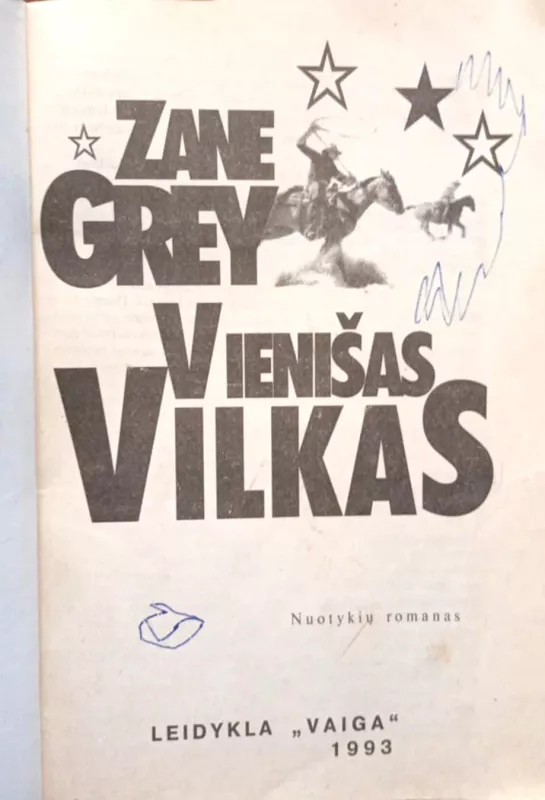 ZANE
GREY
VIENIŠAS
VILKAS
Nuotykių romanas
LEIDYKLA „VAIGA“
1993